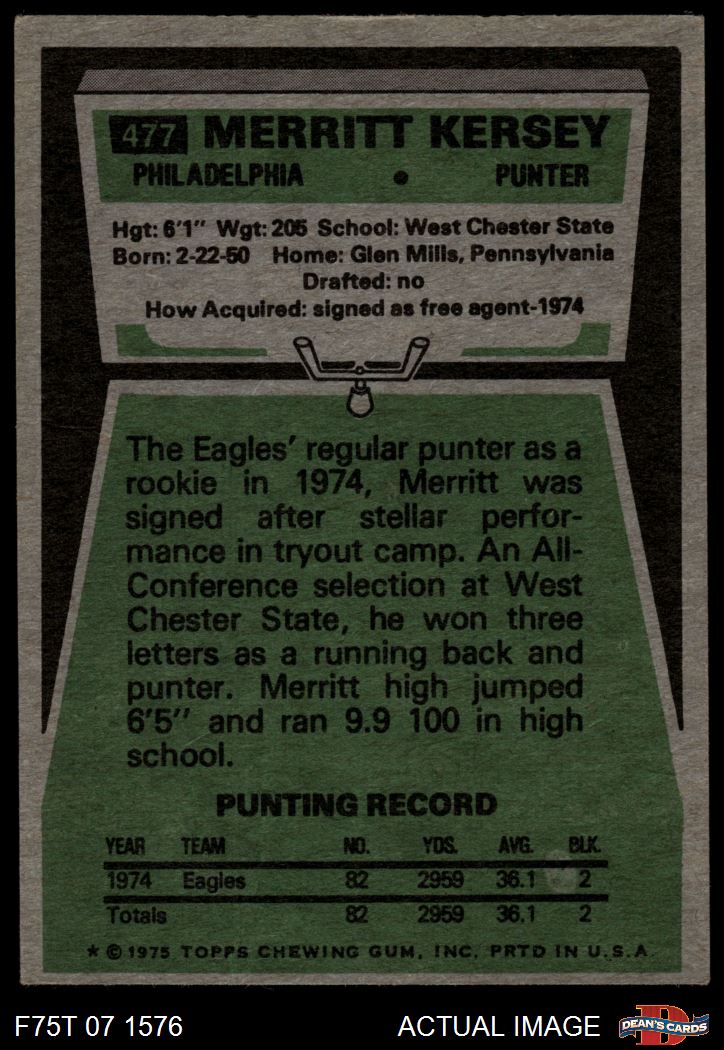 477 MERRITT KERSEY
PHILADELPHIA • PUNTER
Hgt: 6'1" Wgt: 205 School: West Chester State
Born: 2-22-50 Home: Glen Mills, Pennsylvania
Drafted: no
How Acquired: signed as free agent-1974
The Eagles' regular punter as a
rookie in 1974, Merritt was
signed after stellar perfor-
mance in tryout camp. An All-
Conference selection at West
Chester State, he won three
letters as a running back and
punter. Merritt high jumped
6'5" and ran 9.9 100 in high
school.
PUNTING RECORD
YEAR TEAM NO. YDS. AVG. BLK.
1974 Eagles 82 2959 36.1 2
Totals 82 2959 36.1 2
* © 1975 TOPPS CHEWING GUM, INC. PRTD IN U.S.A
F75T 07 1576 ACTUAL IMAGE D DEAN'S CARDS